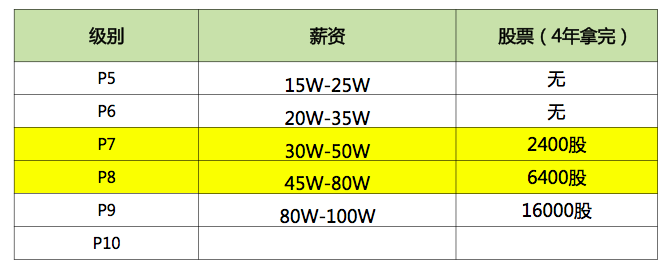 级别 薪资 股票（4年拿完）
P5 15W-25W 无
P6 20W-35W 无
P7 30W-50W 2400股
P8 45W-80W 6400股
P9 80W-100W 16000股
P10